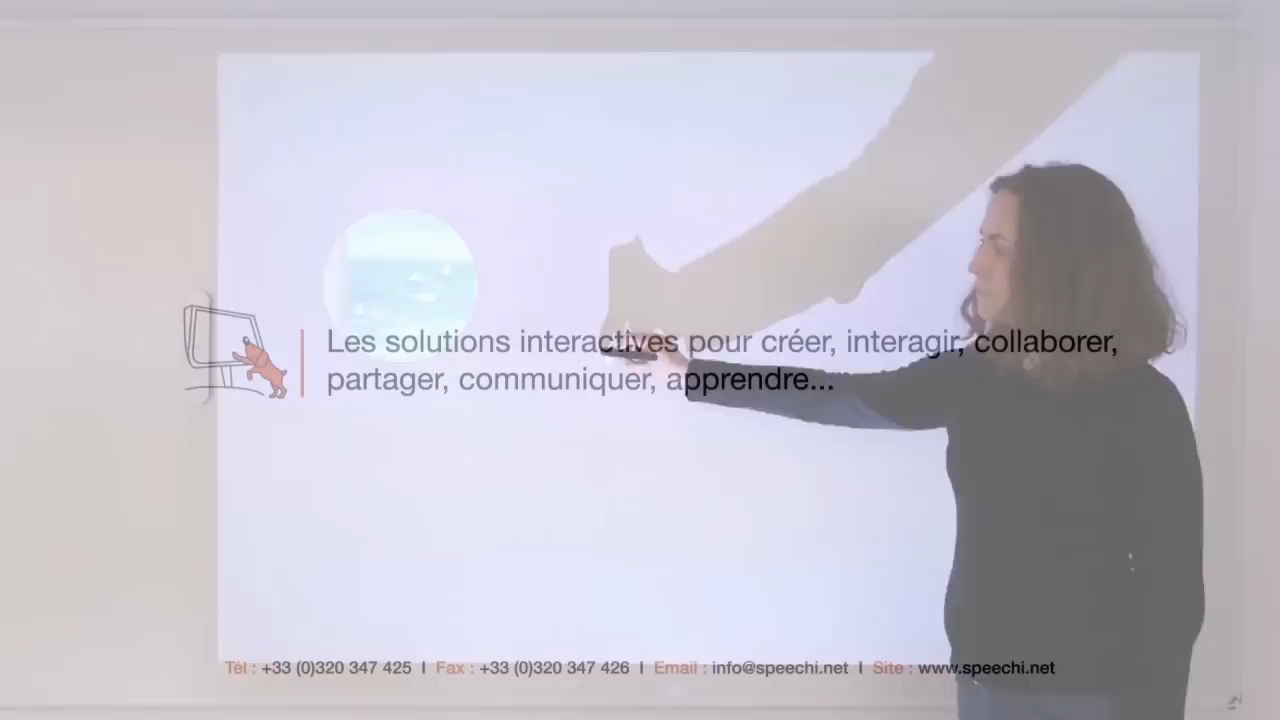 Les solutions interactives pour créer, interagir, collaborer,
partager, communiquer, apprendre...
Tél : +33 (0)320 347 425 I Fax : +33 (0)320 347 426 I Email : info@speechi.net I Site : www.speechi.net